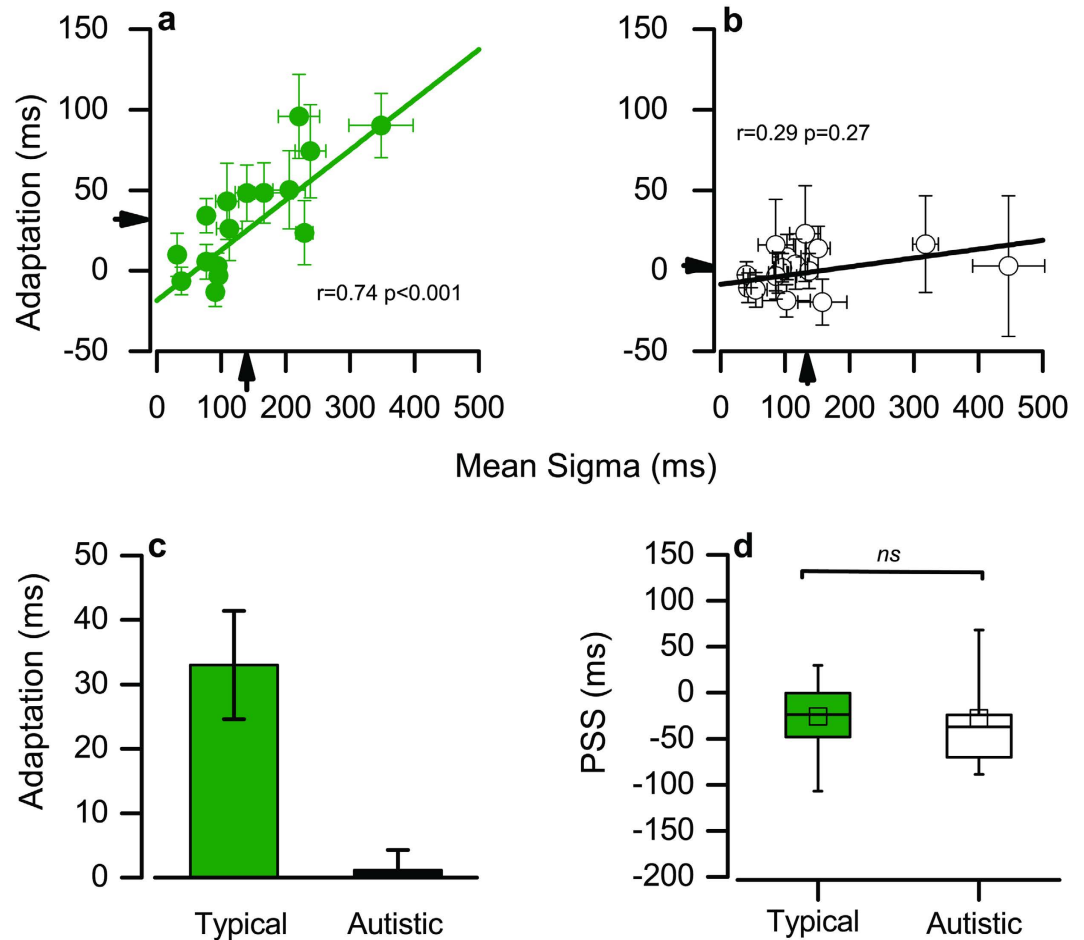 a
150
100
50
0
-50
Adaptation (ms)
r=0.74 p<0.001
0 100 200 300 400 500
b
150
100
50
0
-50
r=0.29 p=0.27
0 100 200 300 400 500
Mean Sigma (ms)
c
50
40
30
20
10
0
Adaptation (ms)
Typical Autistic
d
150
100
50
0
-50
-100
-150
-200
PSS (ms)
ns
Typical Autistic